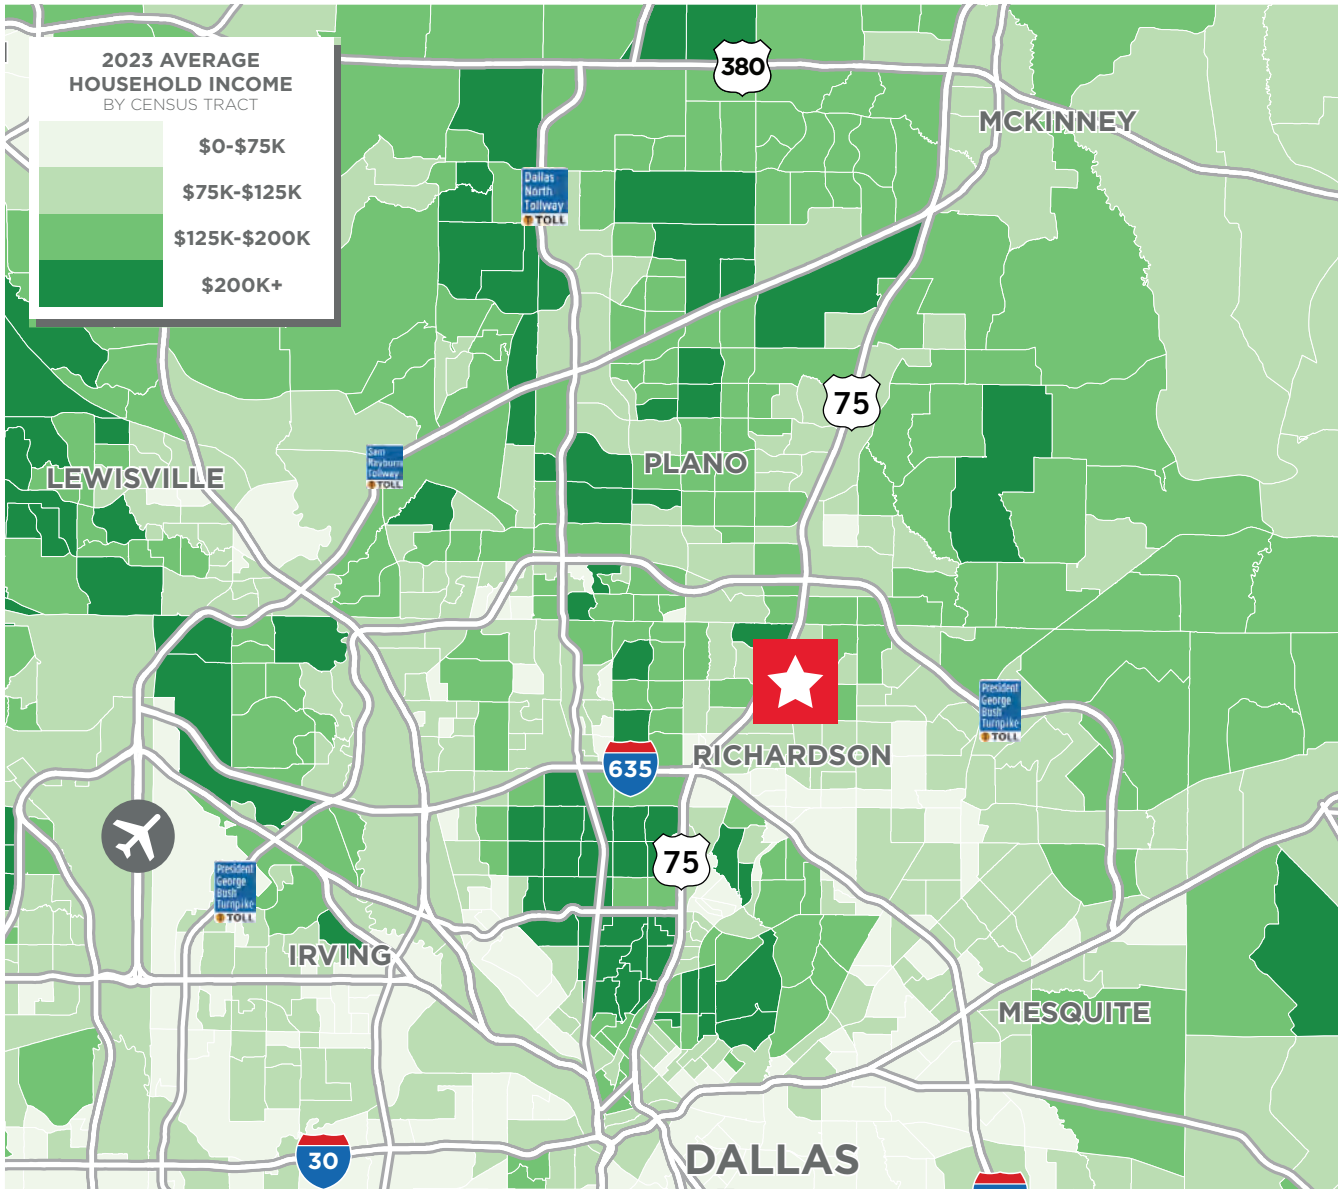 2023 AVERAGE
HOUSEHOLD INCOME
BY CENSUS TRACT
$0-$75K
$75K-$125K
$125K-$200K
$200K+
380
MCKINNEY
Dallas
North
Tollway
TOLL
75
LEWISVILLE
Sam
Rayburn
Tollway
TOLL
PLANO
President
George
Bush
Turnpike
TOLL
RICHARDSON
635
75
President
George
Bush
Turnpike
TOLL
IRVING
MESQUITE
30
DALLAS